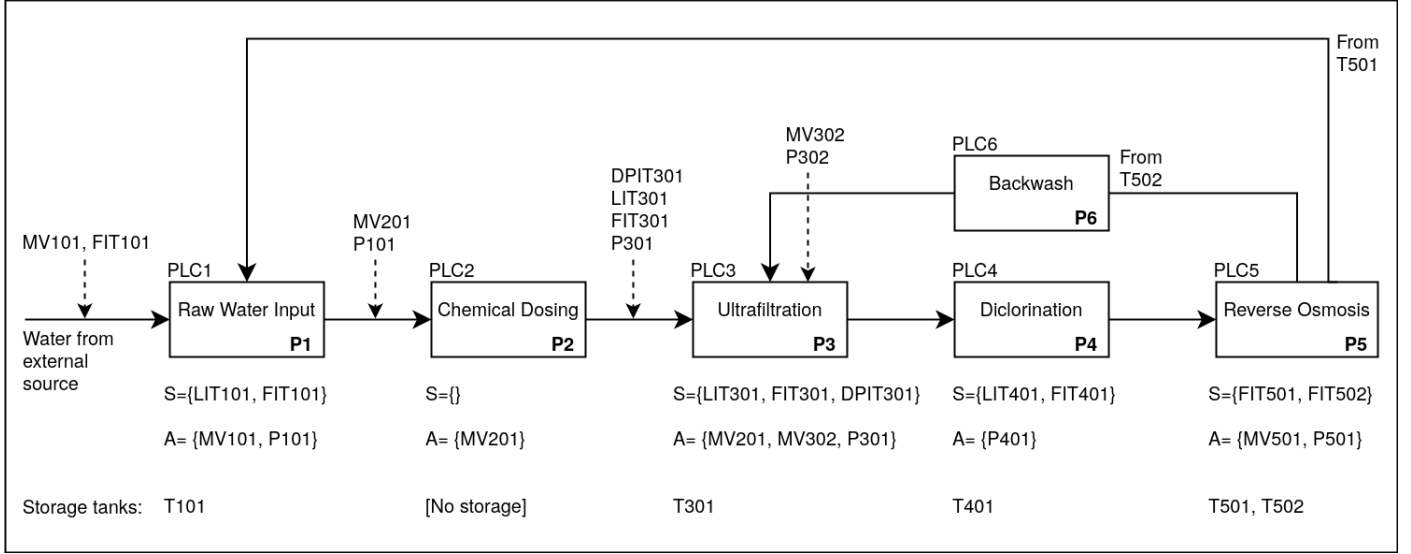 From
T501
MV302
P302
PLC6
From
T502
Backwash
P6
DPIT301
LIT301
FIT301
P301
MV201
P101
MV101, FIT101
PLC1
PLC2
PLC3
PLC4
PLC5
Raw Water Input
P1
Chemical Dosing
P2
Ultrafiltration
P3
Diclorination
P4
Reverse Osmosis
P5
Water from
external
source
S={LIT101, FIT101}
S={}
S={LIT301, FIT301, DPIT301}
S={LIT401, FIT401}
S={FIT501, FIT502}
A= {MV101, P101}
A= {MV201}
A= {MV201, MV302, P301}
A= {P401}
A= {MV501, P501}
Storage tanks:
T101
[No storage]
T301
T401
T501, T502